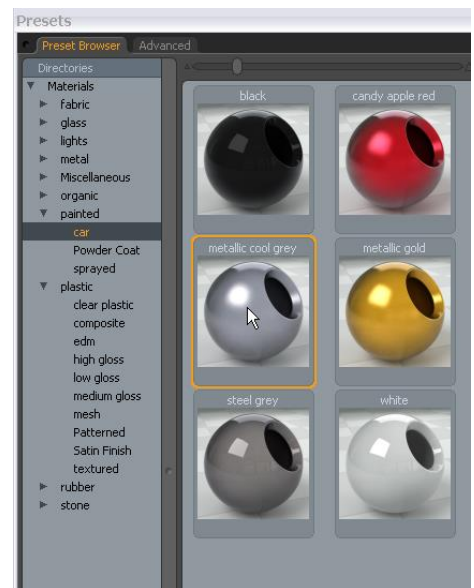 Presets
Preset Browser Advanced
Directories
Materials
fabric
glass
lights
metal
Miscellaneous
organic
painted
car
Powder Coat
sprayed
plastic
clear plastic
composite
edm
high gloss
low gloss
medium gloss
mesh
Patterned
Satin Finish
textured
rubber
stone
black
candy apple red
metallic cool grey
metallic gold
steel grey
white